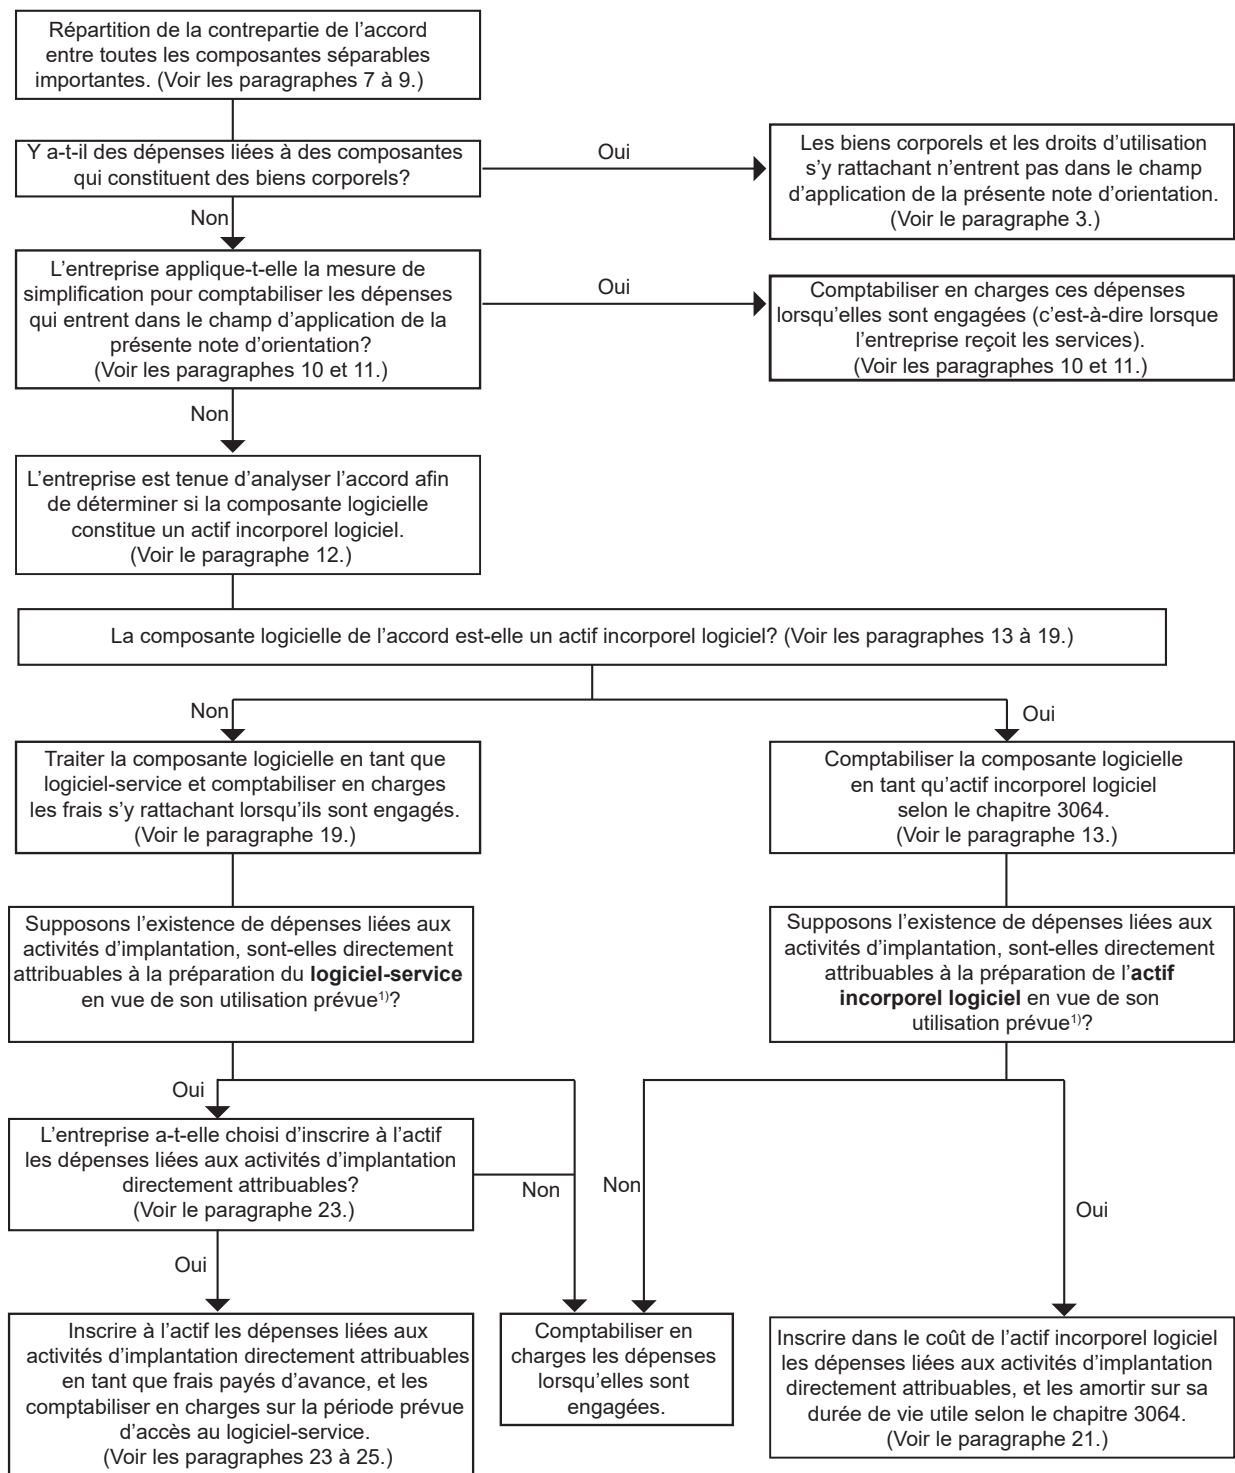 Répartition de la contrepartie de l’accord
entre toutes les composantes séparables
importantes. (Voir les paragraphes 7 à 9.)
Y a-t-il des dépenses liées à des composantes
qui constituent des biens corporels?
Oui
Les biens corporels et les droits d’utilisation
s’y rattachant n’entrent pas dans le champ
d’application de la présente note d’orientation.
(Voir le paragraphe 3.)
Non
L’entreprise applique-t-elle la mesure de
simplification pour comptabiliser les dépenses
qui entrent dans le champ d’application de la
présente note d’orientation?
(Voir les paragraphes 10 et 11.)
Oui
Comptabiliser en charges ces dépenses
lorsqu’elles sont engagées (c’est-à-dire lorsque
l’entreprise reçoit les services).
(Voir les paragraphes 10 et 11.)
Non
L’entreprise est tenue d’analyser l’accord afin
de déterminer si la composante logicielle
constitue un actif incorporel logiciel.
(Voir le paragraphe 12.)
La composante logicielle de l’accord est-elle un actif incorporel logiciel? (Voir les paragraphes 13 à 19.)
Non
Oui
Traiter la composante logicielle en tant que
logiciel-service et comptabiliser en charges
les frais s’y rattachant lorsqu’ils sont engagés.
(Voir le paragraphe 19.)
Comptabiliser la composante logicielle
en tant qu’actif incorporel logiciel
selon le chapitre 3064.
(Voir le paragraphe 13.)
Supposons l’existence de dépenses liées aux
activités d’implantation, sont-elles directement
attribuables à la préparation du logiciel-service
en vue de son utilisation prévue1)?
Supposons l’existence de dépenses liées aux
activités d’implantation, sont-elles directement
attribuables à la préparation de l’actif
incorporel logiciel en vue de son
utilisation prévue1)?
Oui
L’entreprise a-t-elle choisi d’inscrire à l’actif
les dépenses liées aux activités d’implantation
directement attribuables?
(Voir le paragraphe 23.)
Non
Non
Oui
Oui
Inscrire à l’actif les dépenses liées aux
activités d’implantation directement attribuables
en tant que frais payés d’avance, et les
comptabiliser en charges sur la période prévue
d’accès au logiciel-service.
(Voir les paragraphes 23 à 25.)
Comptabiliser en
charges les dépenses
lorsqu’elles sont
engagées.
Inscrire dans le coût de l’actif incorporel logiciel
les dépenses liées aux activités d’implantation
directement attribuables, et les amortir sur sa
durée de vie utile selon le chapitre 3064.
(Voir le paragraphe 21.)